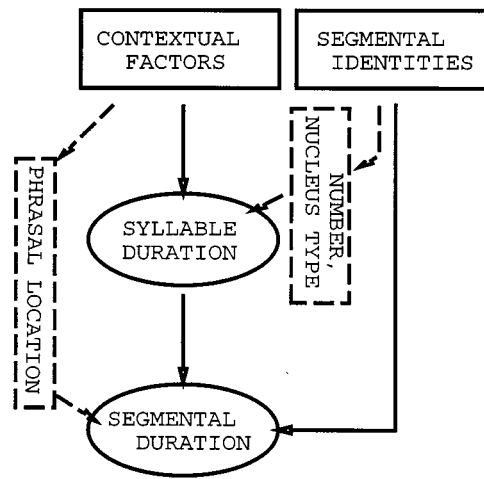 CONTEXTUAL
FACTORS
SEGMENTAL
IDENTITIES
PHRASAL LOCATION
NUMBER,
NUCLEUS TYPE
SYLLABLE
DURATION
SEGMENTAL
DURATION